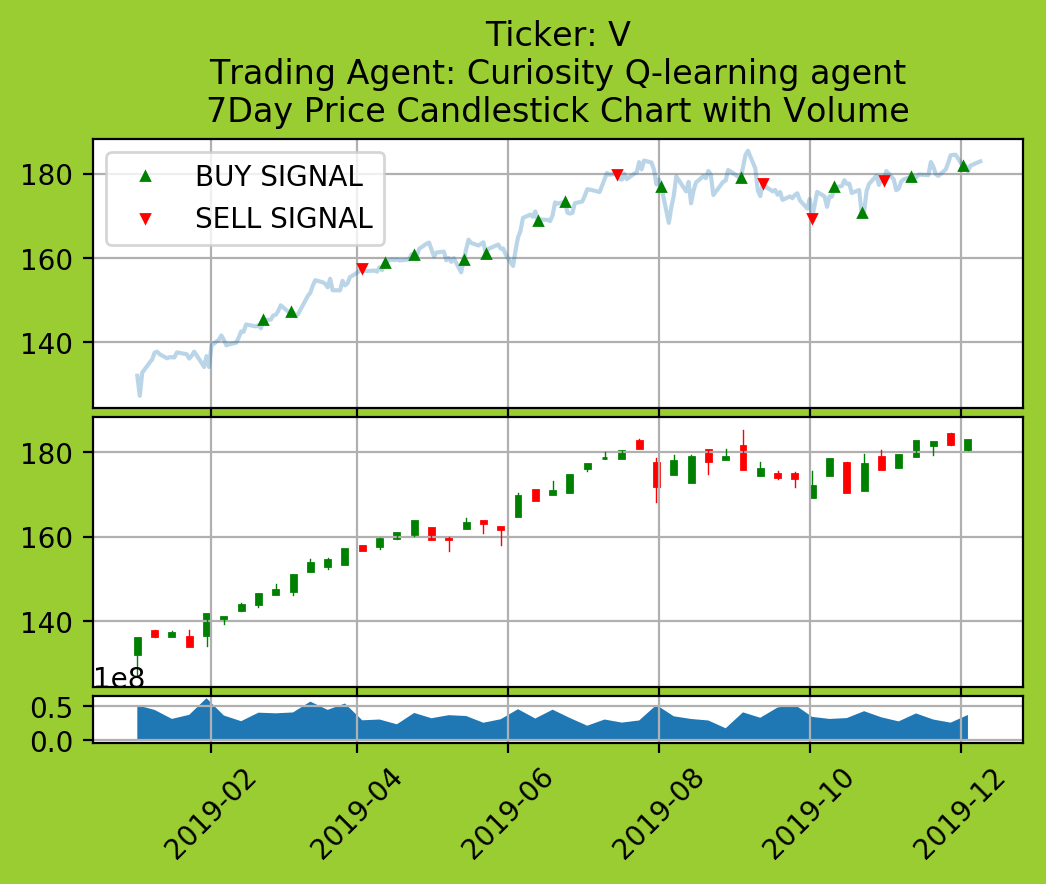 Ticker: V
Trading Agent: Curiosity Q-learning agent
7Day Price Candlestick Chart with Volume
BUY SIGNAL
SELL SIGNAL
180
160
140
180
160
140
1e8
0.5
0.0
2019-02
2019-04
2019-06
2019-08
2019-10
2019-12